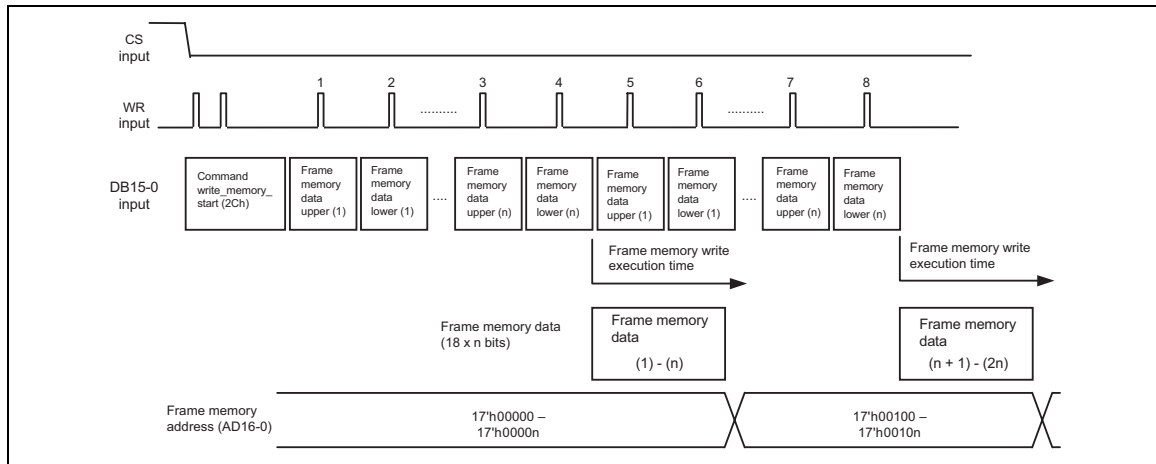 CS
input
1 2 3 4 5 6 7 8
WR
input
..........
..........
DB15-0
input
Command
write_memory_
start (2Ch)
Frame
memory
data
upper (1)
Frame
memory
data
lower (1)
....
Frame
memory
data
upper (n)
Frame
memory
data
lower (n)
Frame
memory
data
upper (1)
Frame
memory
data
lower (1)
....
Frame
memory
data
upper (n)
Frame
memory
data
lower (n)
Frame memory write
execution time
Frame memory write
execution time
Frame memory data
(18 x n bits)
Frame memory
data
(1) - (n)
Frame memory
data
(n + 1) - (2n)
Frame memory
address (AD16-0)
17'h00000 –
17'h0000n
17'h00100 –
17'h0010n